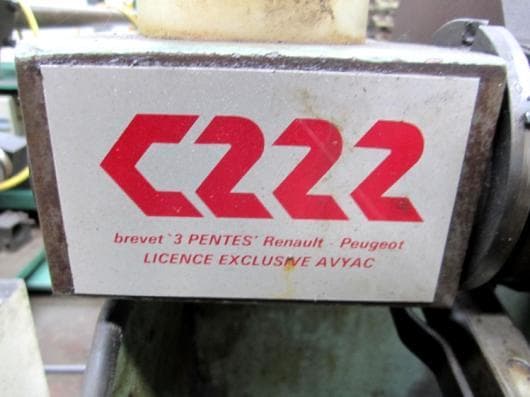 C222
brevet '3 PENTES' Renault - Peugeot
LICENCE EXCLUSIVE AVYAC